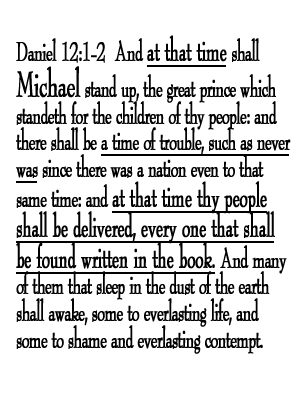 Daniel 12:1-2 And at that time shall
Michael stand up, the great prince which
standeth for the children of thy people: and
there shall be a time of trouble, such as never
was since there was a nation even to that
same time: and at that time thy people
shall be delivered, every one that shall
be found written in the book. And many
of them that sleep in the dust of the earth
shall awake, some to everlasting life, and
some to shame and everlasting contempt.